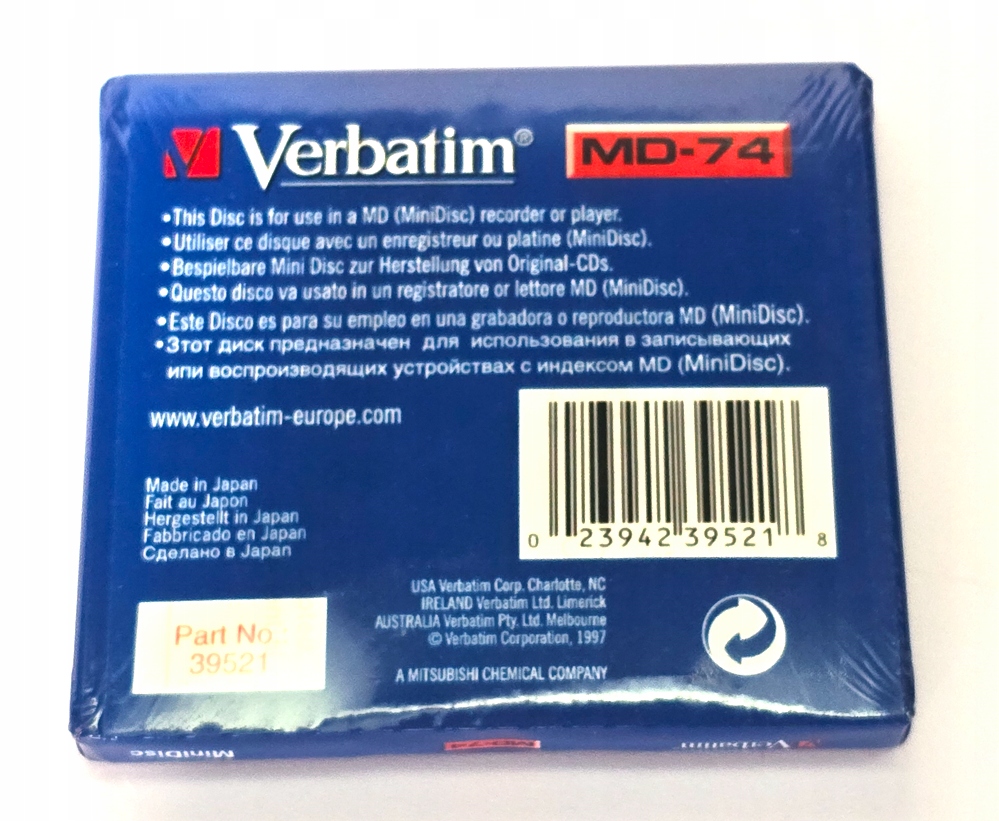 Verbatim® MD-74
•This Disc is for use in a MD (MiniDisc) recorder or player.
•Utiliser ce disque avec un enregistreur ou platine (MiniDisc).
•Bespielbare Mini Disc zur Herstellung von Original-CDs.
•Questo disco va usato in un registratore or lettore MD (MiniDisc).
•Este Disco es para su empleo en una grabadora o reproductora MD (MiniDisc).
•Этот диск предназначен для использования в записывающих
или воспроизводящих устройствах с индексом MD (MiniDisc).
www.verbatim-europe.com
Made in Japan
Fait au Japon
Hergestellt in Japan
Fabbricado en Japan
Сделано в Japan
0 23942 39521 8
USA Verbatim Corp. Charlotte, NC
IRELAND Verbatim Ltd. Limerick
AUSTRALIA Verbatim Pty. Ltd. Melbourne
© Verbatim Corporation, 1997
A MITSUBISHI CHEMICAL COMPANY
Part No.:
39521
MiniDisc MD-74 Verbatim